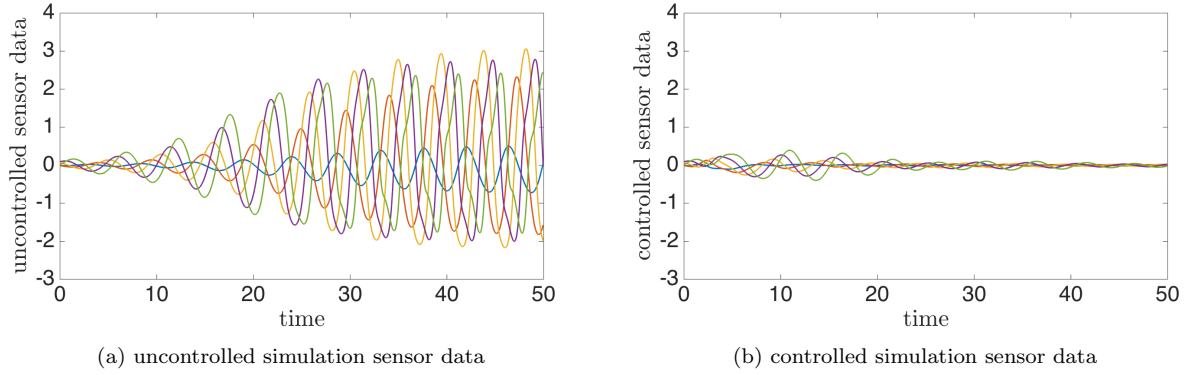 4
3
2
1
0
-1
-2
-3
uncontrolled sensor data
0 10 20 30 40 50
time
(a) uncontrolled simulation sensor data
4
3
2
1
0
-1
-2
-3
controlled sensor data
0 10 20 30 40 50
time
(b) controlled simulation sensor data